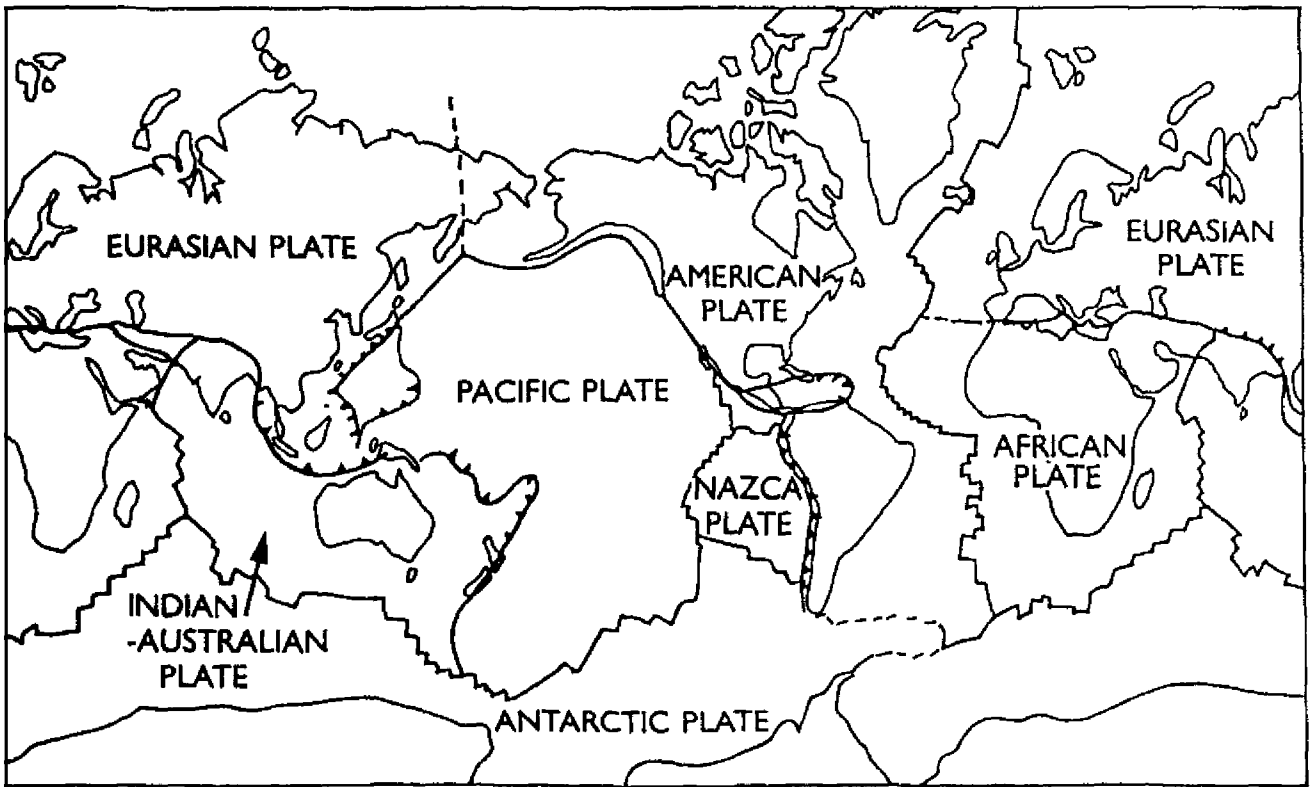 EURASIAN PLATE
EURASIAN
PLATE
AMERICAN
PLATE
PACIFIC PLATE
AFRICAN
PLATE
NAZCA
PLATE
INDIAN
-AUSTRALIAN
PLATE
ANTARCTIC PLATE